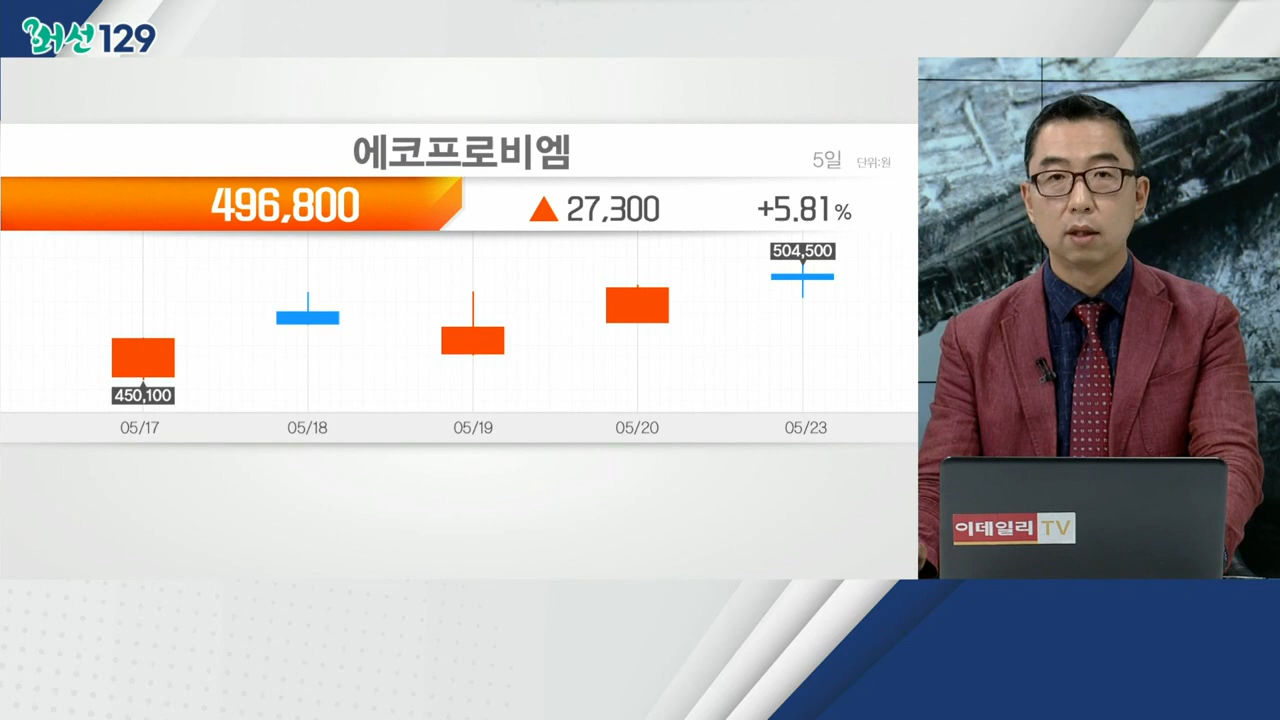 머선129
에코프로비엠
5일 단위:원
496,800 ▲ 27,300 +5.81%
504,500
450,100
05/17 05/18 05/19 05/20 05/23
이데일리TV